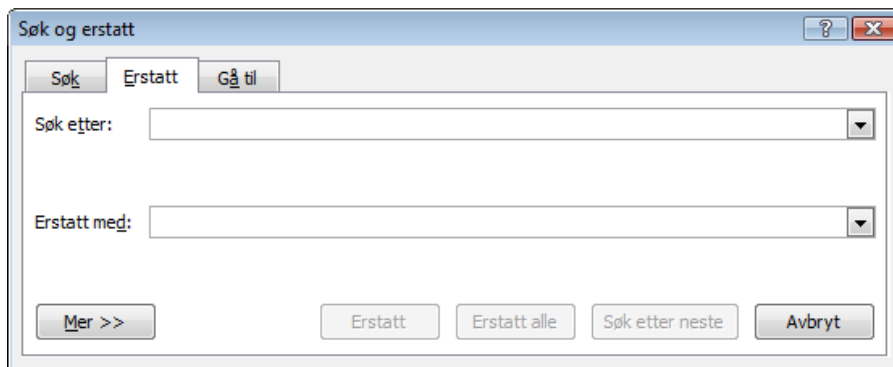 Søk og erstatt
Søk Erstatt Gå til
Søk etter:
Erstatt med:
Mer >> Erstatt Erstatt alle Søk etter neste Avbryt